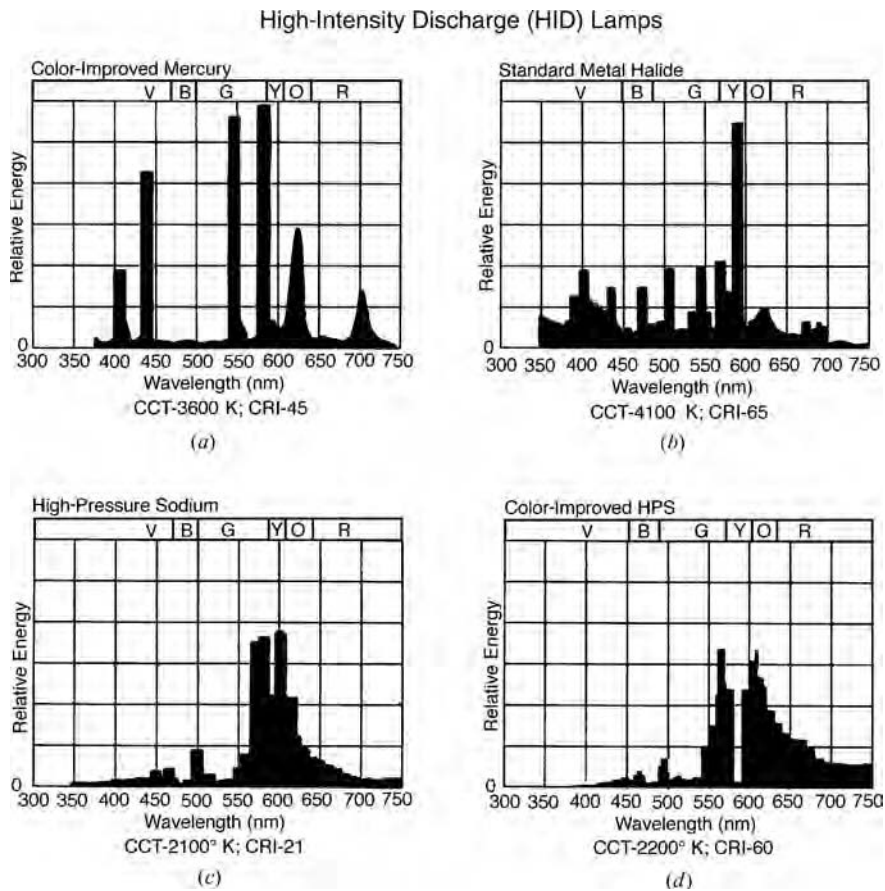 High-Intensity Discharge (HID) Lamps
Color-Improved Mercury
V B G Y O R
Relative Energy
0
300 350 400 450 500 550 600 650 700 750
Wavelength (nm)
CCT-3600 K; CRI-45
(a)
Standard Metal Halide
V B G Y O R
Relative Energy
0
300 350 400 450 500 550 600 650 700 750
Wavelength (nm)
CCT-4100 K; CRI-65
(b)
High-Pressure Sodium
V B G Y O R
Relative Energy
0
300 350 400 450 500 550 600 650 700 750
Wavelength (nm)
CCT-2100° K; CRI-21
(c)
Color-Improved HPS
V B G Y O R
Relative Energy
0
300 350 400 450 500 550 600 650 700 750
Wavelength (nm)
CCT-2200° K; CRI-60
(d)